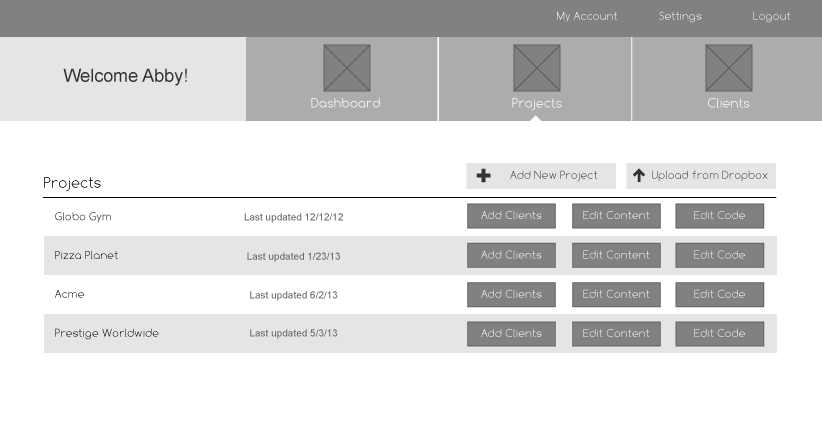 My Account Settings Logout
Welcome Abby!
Dashboard Projects Clients
Projects Add New Project Upload from Dropbox
Globo Gym Last updated 12/12/12 Add Clients Edit Content Edit Code
Pizza Planet Last updated 1/23/13 Add Clients Edit Content Edit Code
Acme Last updated 6/2/13 Add Clients Edit Content Edit Code
Prestige Worldwide Last updated 5/3/13 Add Clients Edit Content Edit Code